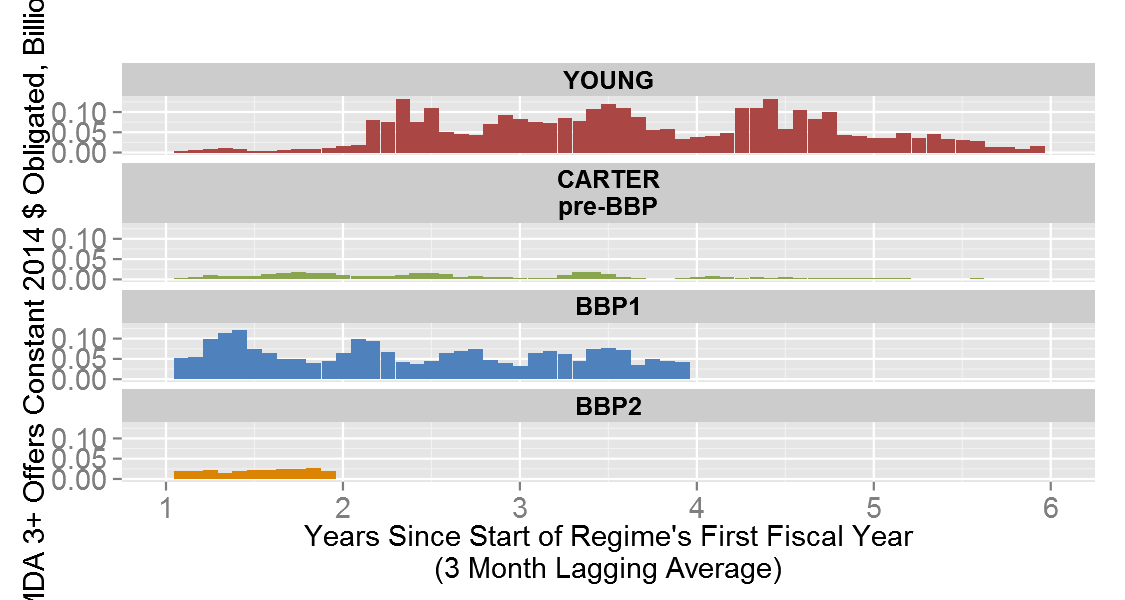 MDA 3+ Offers Constant 2014 $ Obligated,
YOUNG
0.10
0.05
0.00
CARTER
pre-BBP
0.10
0.05
0.00
BBP1
0.10
0.05
0.00
BBP2
0.10
0.05
0.00
1 2 3 4 5 6
Years Since Start of Regime's First Fiscal Year
(3 Month Lagging Average)